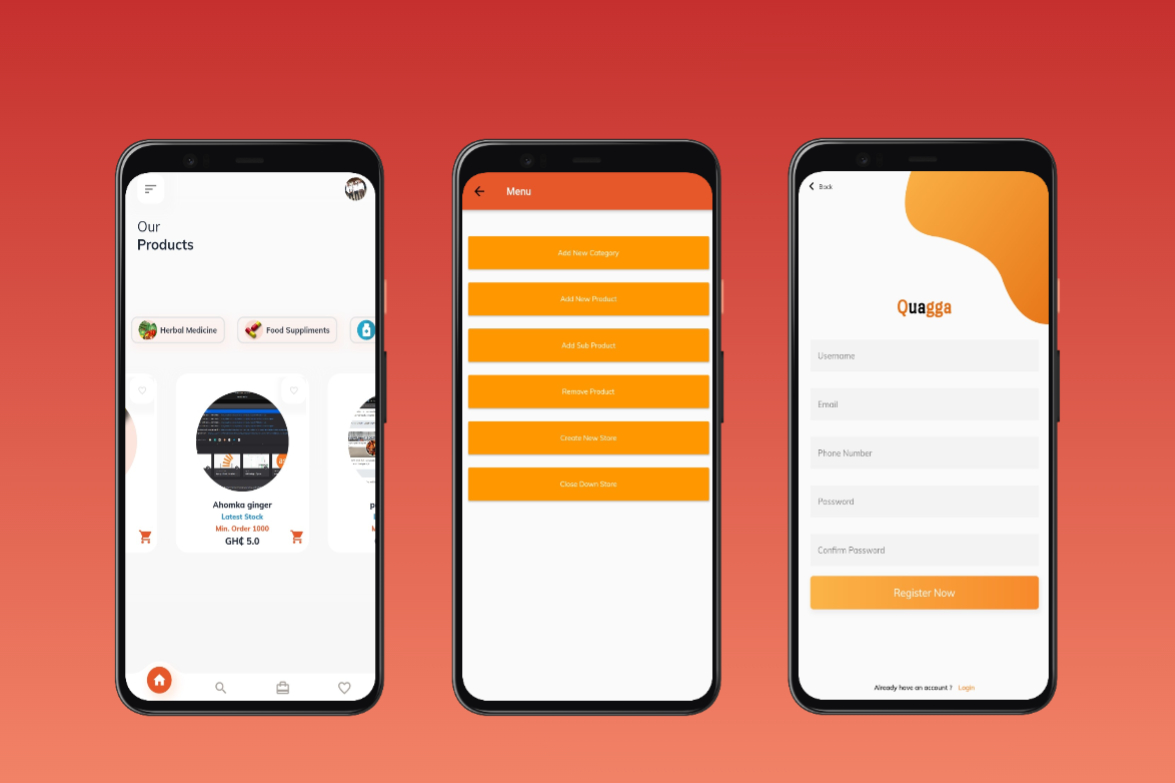 Our
Products
Herbal Medicine
Food Suppliments
Ahomka ginger
Latest Stock
Min. Order 1000
GH₵ 5.0
Menu
Add New Category
Add New Product
Add Sub Product
Remove Product
Create New Store
Close Down Store
Back
Quagga
Username
Email
Phone Number
Password
Confirm Password
Register Now
Already have an account ? Login